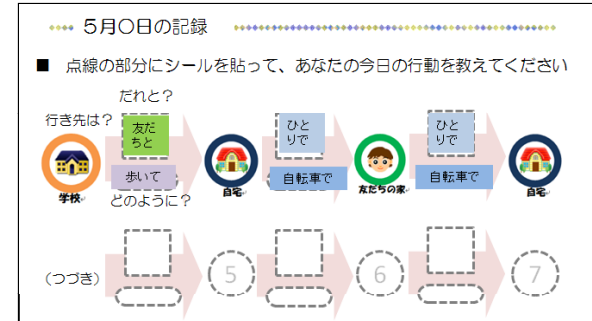 5月〇日の記録
■ 点線の部分にシールを貼って、あなたの今日の行動を教えてください
だれと？
行き先は？
友だ
ちと
ひと
りで
ひと
りで
歩いて
自転車で
自転車で
学校
自宅
友だちの家
自宅
どのように？
(つづき)
5
6
7